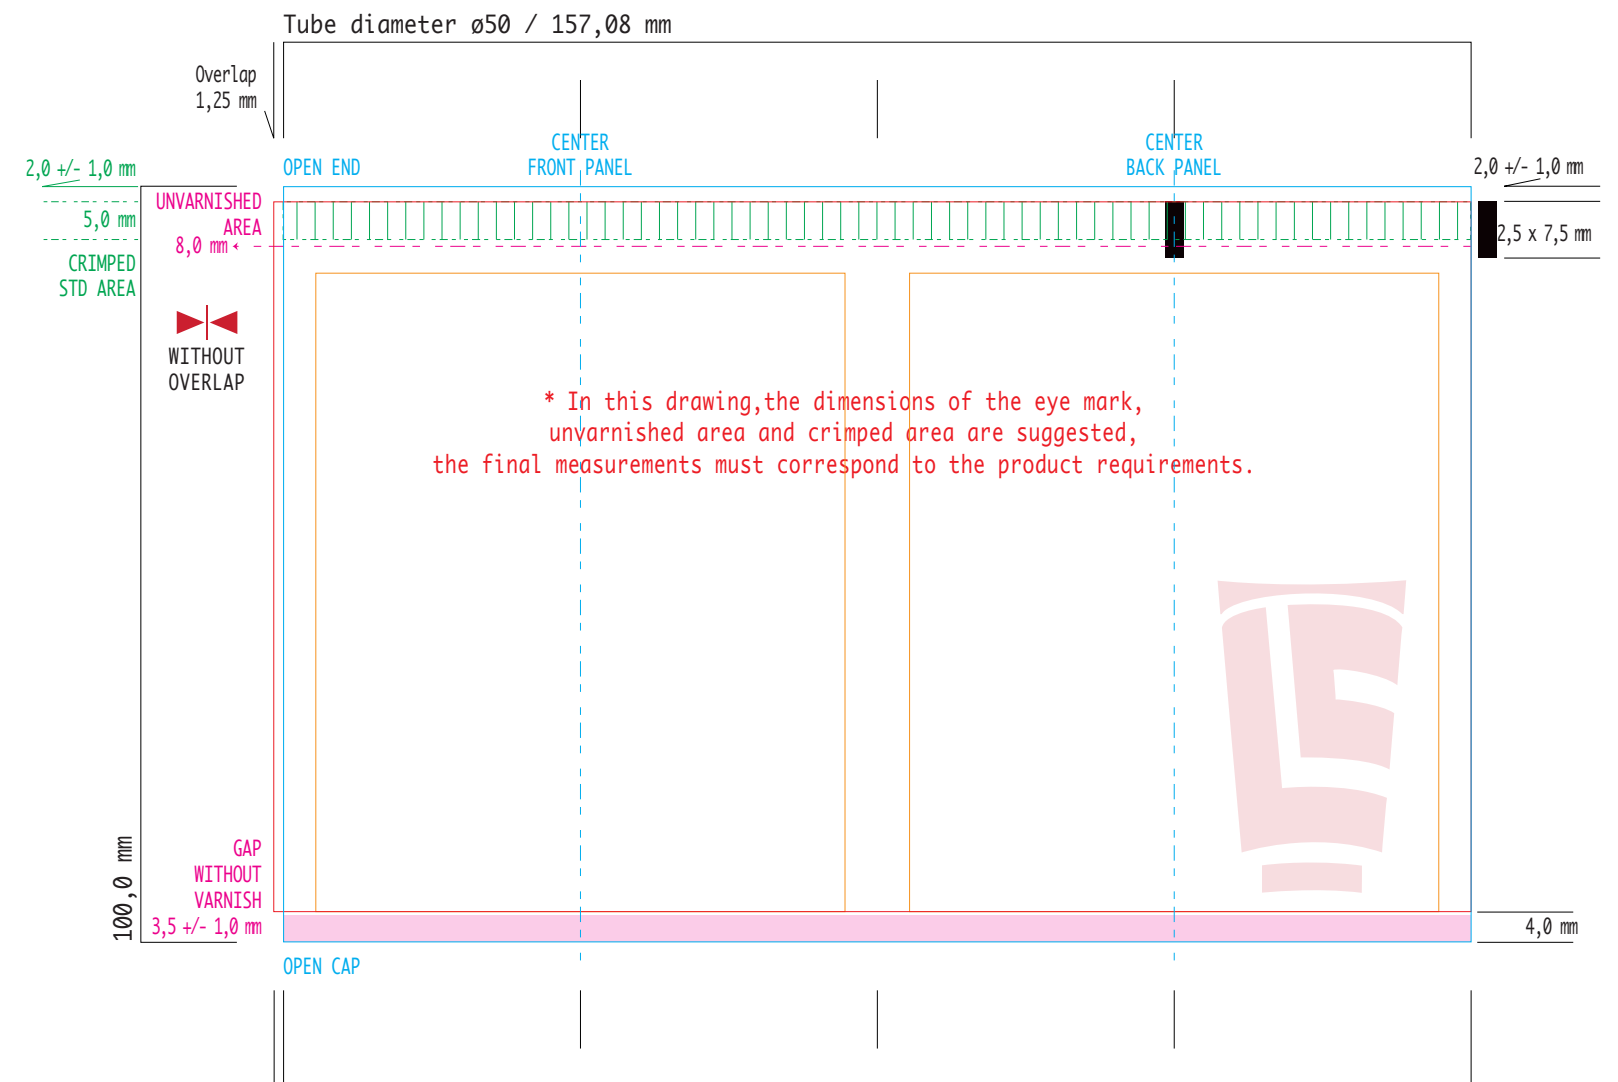 Tube diameter ø50 / 157,08 mm
Overlap
1,25 mm
CENTER
FRONT PANEL
CENTER
BACK PANEL
OPEN END
2,0 +/- 1,0 mm
2,0 +/- 1,0 mm
UNVARNISHED
AREA
8,0 mm
5,0 mm
CRIMPED
STD AREA
2,5 x 7,5 mm
WITHOUT
OVERLAP
* In this drawing,the dimensions of the eye mark,
unvarnished area and crimped area are suggested,
the final measurements must correspond to the product requirements.
100,0 mm
GAP
WITHOUT
VARNISH
3,5 +/- 1,0 mm
4,0 mm
OPEN CAP